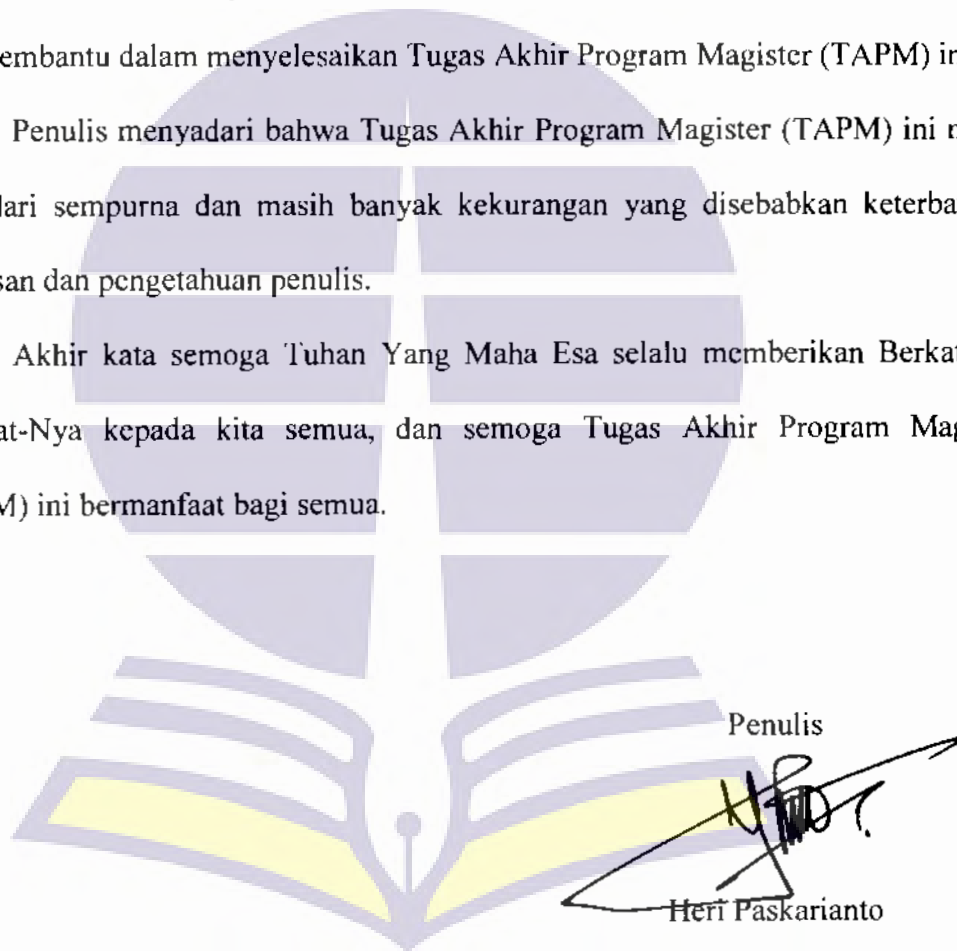 embantu dalam menyelesaikan Tugas Akhir Program Magister (TAPM) in
Penulis menyadari bahwa Tugas Akhir Program Magister (TAPM) ini
dari sempurna dan masih banyak kekurangan yang disebabkan keterba
san dan pengetahuan penulis.
Akhir kata semoga Tuhan Yang Maha Esa selalu memberikan Berkat
at-Nya kepada kita semua, dan semoga Tugas Akhir Program Mag
M) ini bermanfaat bagi semua.
Penulis
Heri Paskarianto